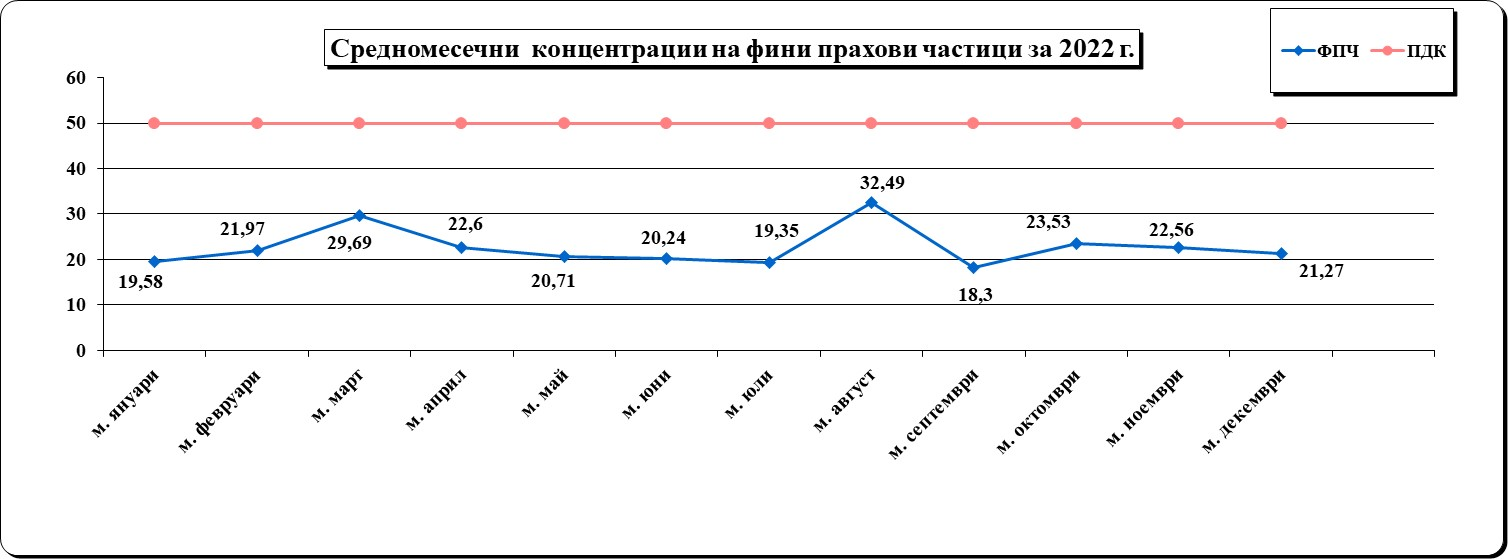 Средномесечни концентрации на фини прахови частици за 2022 г.
ФПЧ ПДК
60
50
40
30
20
10
0
19,58
21,97
29,69
22,6
20,71
20,24
19,35
32,49
18,3
23,53
22,56
21,27
м. януари
м. февруари
м. март
м. април
м. май
м. юни
м. юли
м. август
м. септември
м. октомври
м. ноември
м. декември